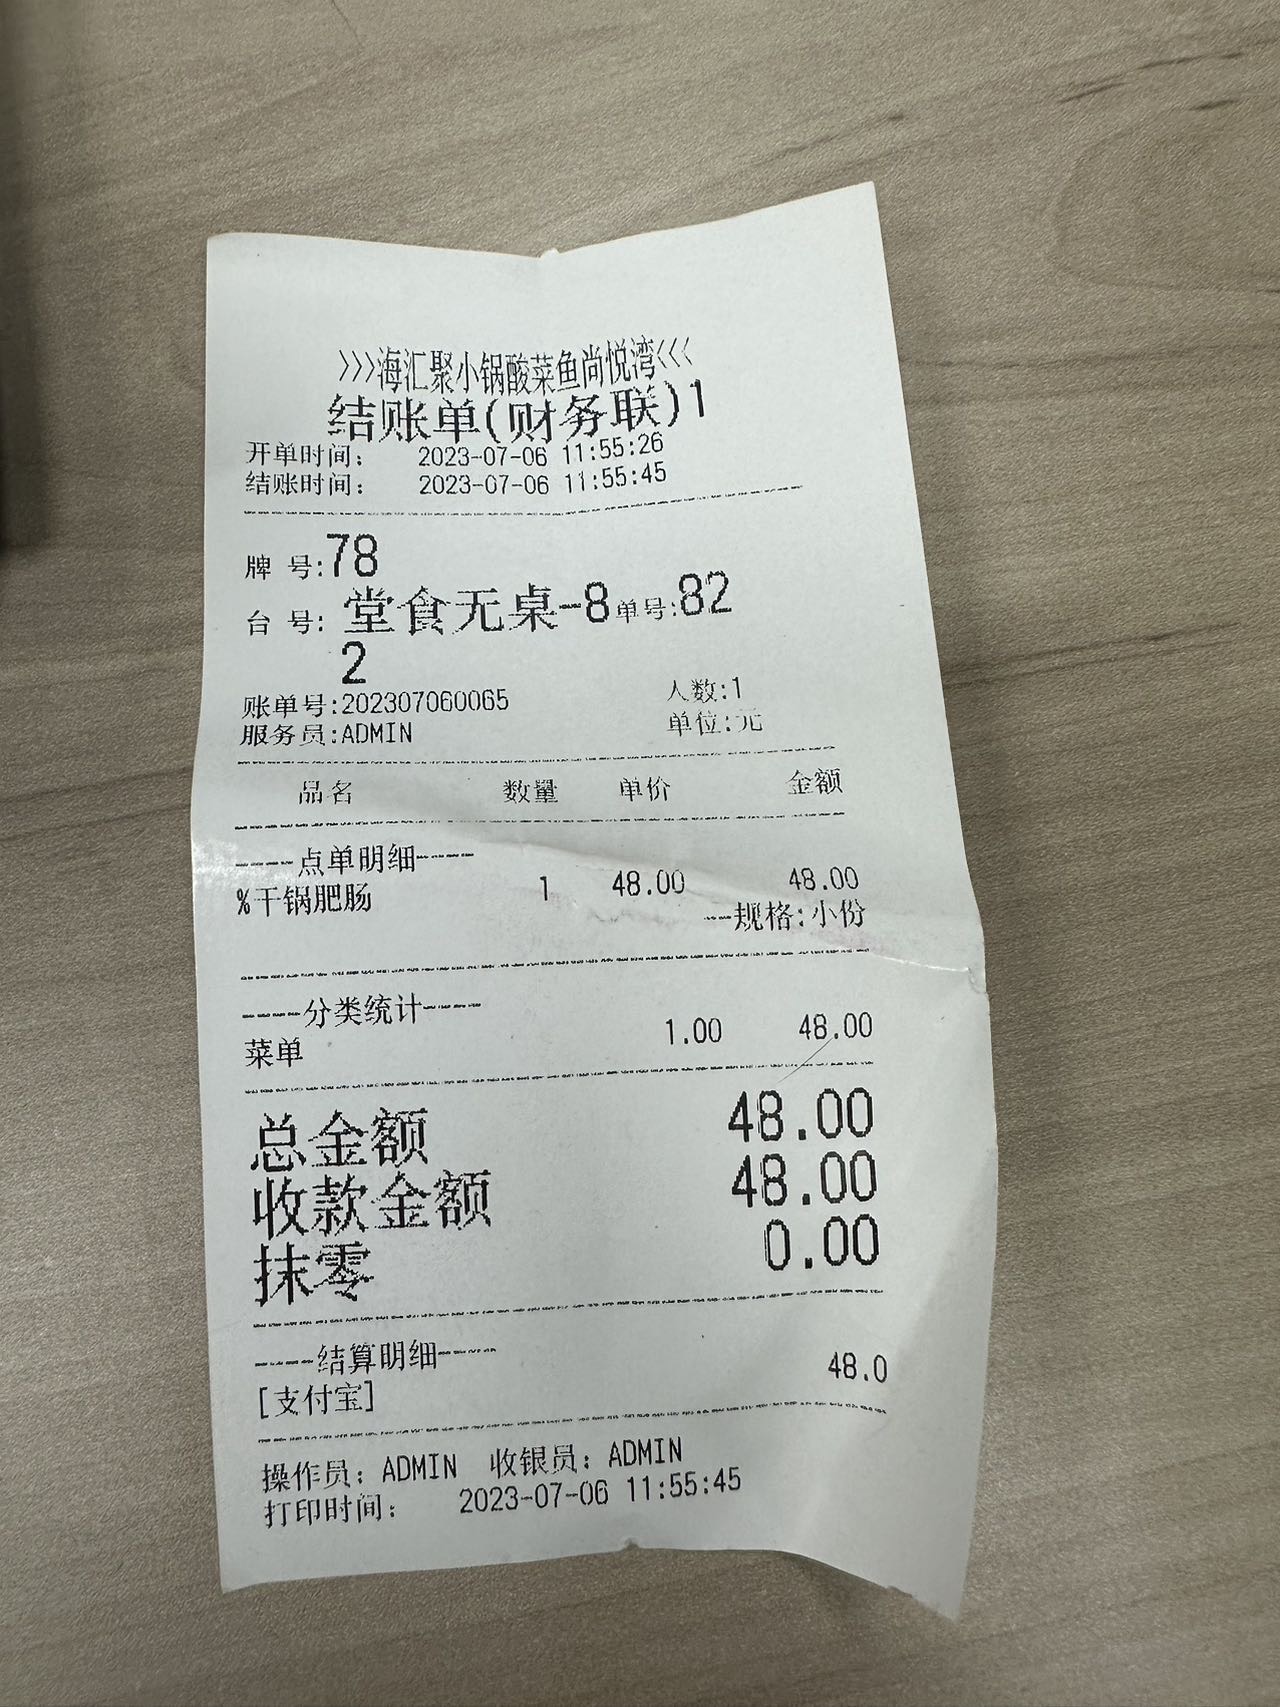 >>>海汇聚小锅酸菜鱼尚悦湾<<<
结账单(财务联)1
开单时间: 2023-07-06 11:55:26
结账时间: 2023-07-06 11:55:45
牌 号:78
台 号: 堂食无桌-8单号:82
2
账单号:202307060065 人数:1
服务员:ADMIN 单位:元
品名 数量 单价 金额
----点单明细----
%干锅肥肠 1 48.00 48.00
--规格:小份
----分类统计----
菜单 1.00 48.00
总金额 48.00
收款金额 48.00
抹零 0.00
----结算明细----
[支付宝] 48.0
操作员: ADMIN 收银员: ADMIN
打印时间: 2023-07-06 11:55:45